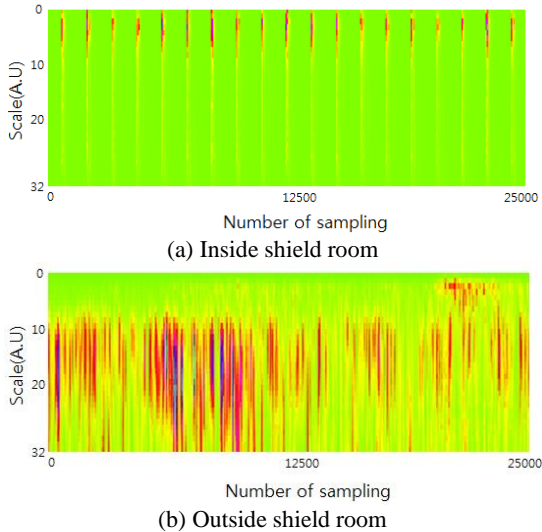 0
10
20
32
Scale(A.U)
0 12500 25000
Number of sampling
(a) Inside shield room
0
10
20
32
Scale(A.U)
0 12500 25000
Number of sampling
(b) Outside shield room